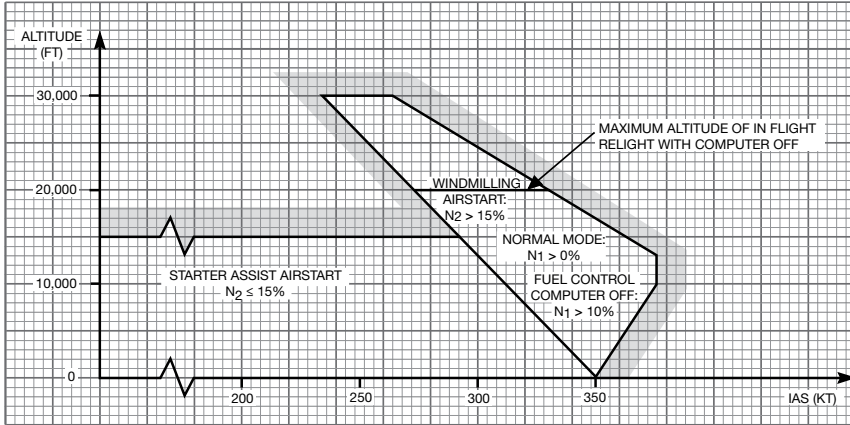 ALTITUDE
(FT)
30,000
MAXIMUM ALTITUDE OF IN FLIGHT
RELIGHT WITH COMPUTER OFF
20,000
WINDMILLING
AIRSTART:
N2 > 15%
NORMAL MODE:
N1 > 0%
10,000
STARTER ASSIST AIRSTART
N2 ≤ 15%
FUEL CONTROL
COMPUTER OFF:
N1 > 10%
0
200
250
300
350
IAS (KT)